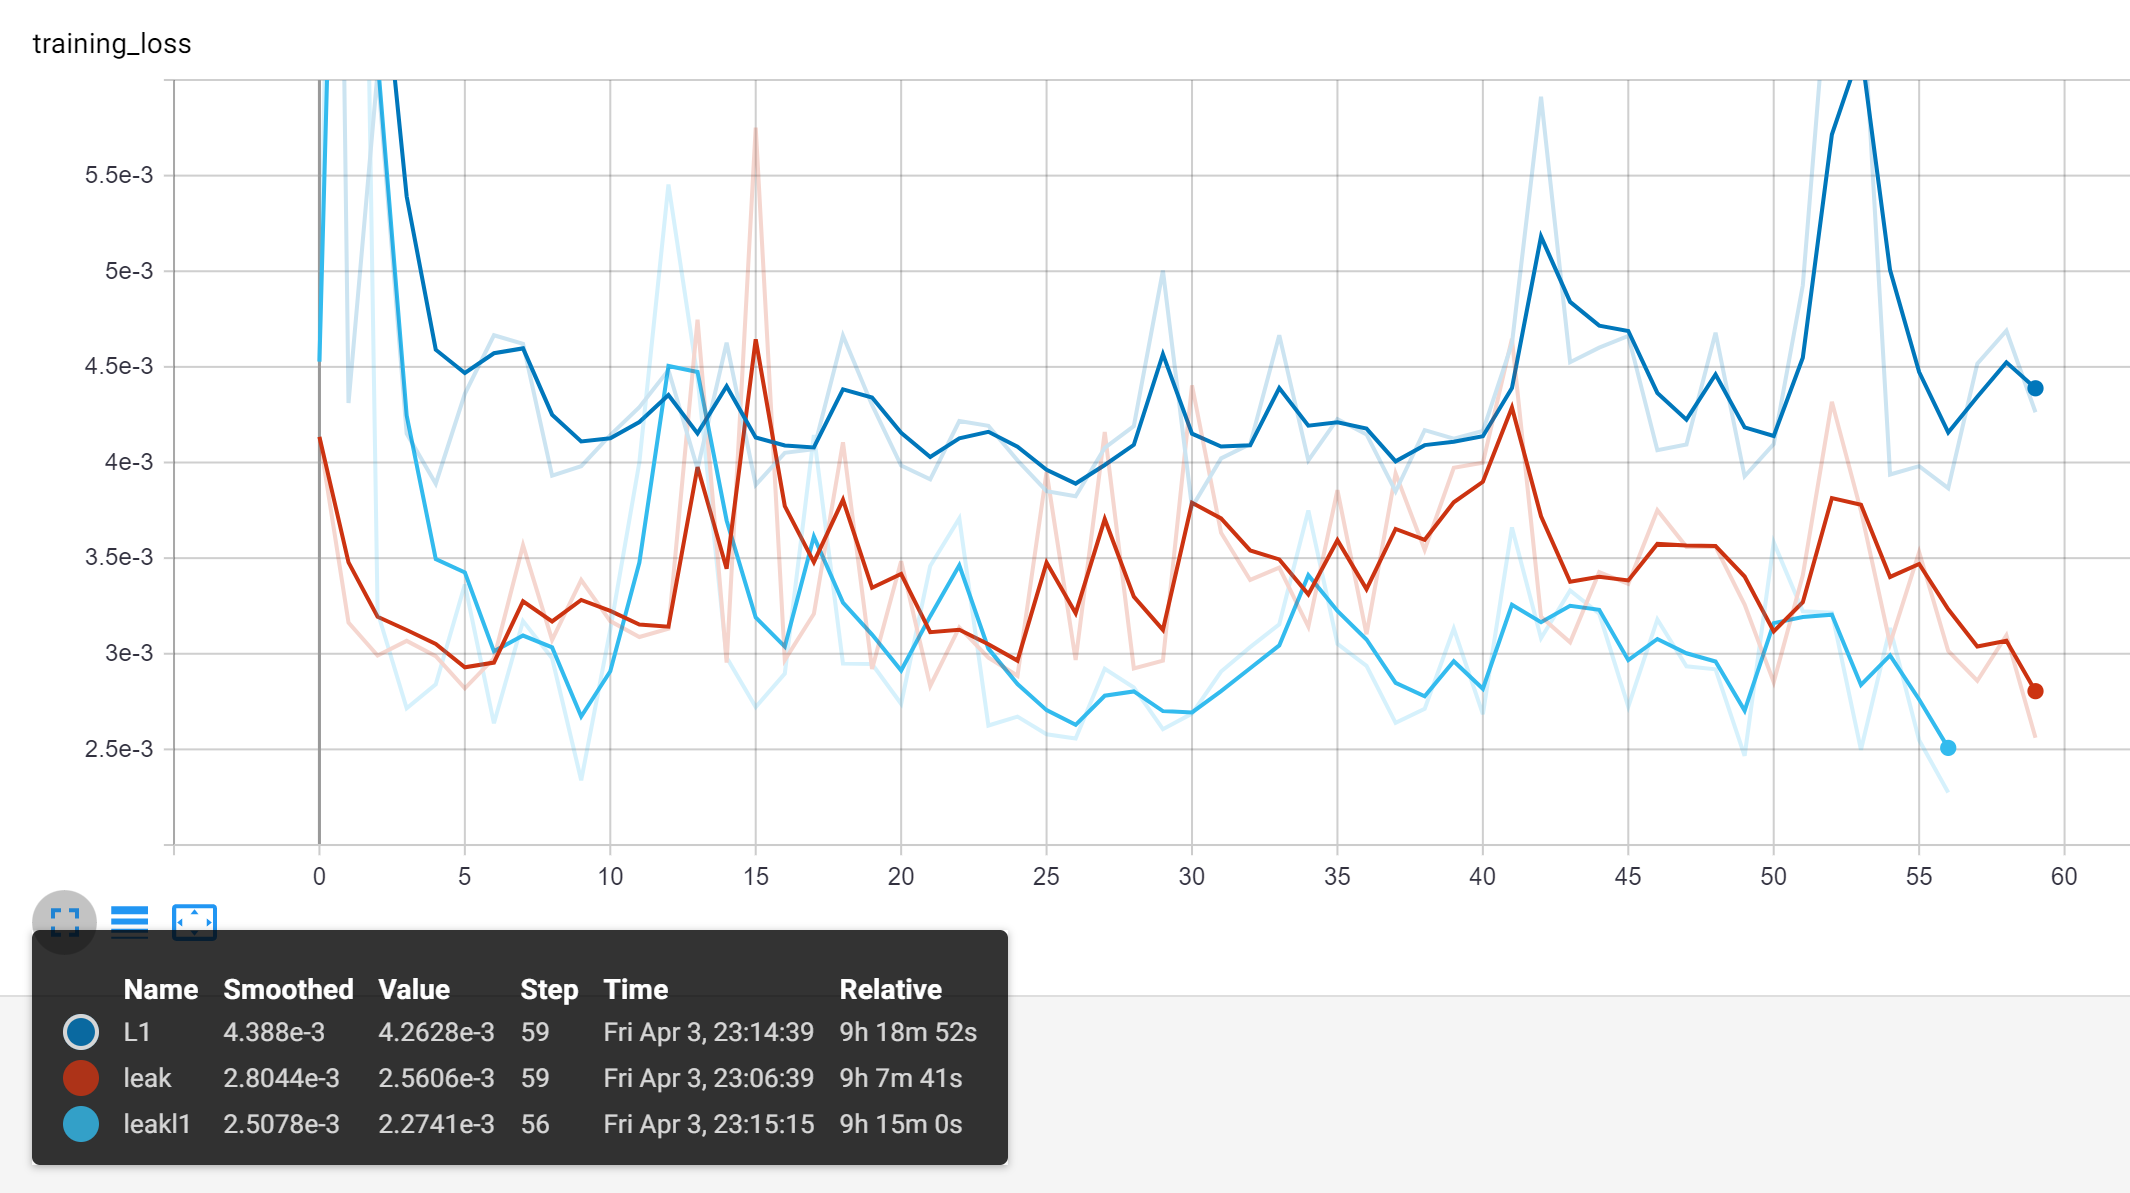 training_loss
5.5e-3
5e-3
4.5e-3
4e-3
3.5e-3
3e-3
2.5e-3
0 5 10 15 20 25 30 35 40 45 50 55 60
Name Smoothed Value Step Time Relative
L1 4.388e-3 4.2628e-3 59 Fri Apr 3, 23:14:39 9h 18m 52s
leak 2.8044e-3 2.5606e-3 59 Fri Apr 3, 23:06:39 9h 7m 41s
leakl1 2.5078e-3 2.2741e-3 56 Fri Apr 3, 23:15:15 9h 15m 0s